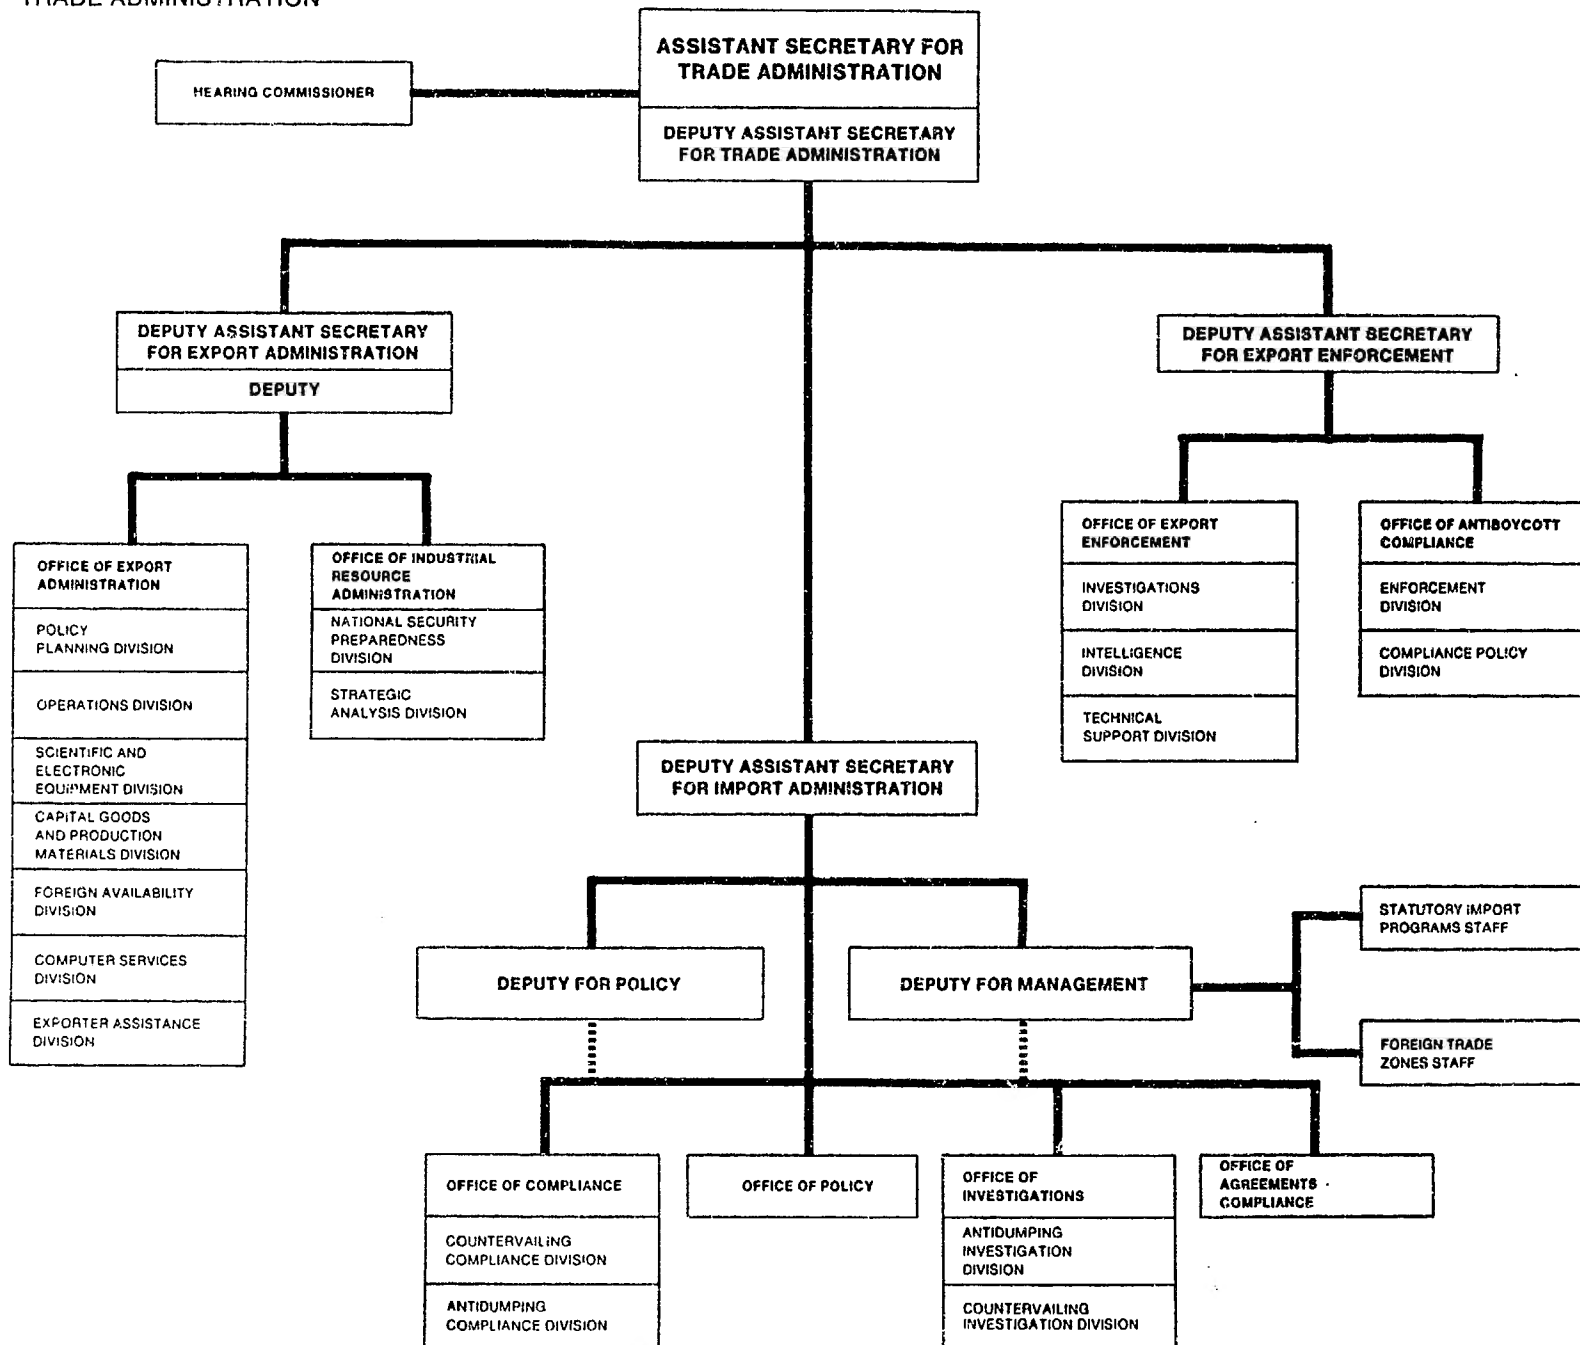 TRADE ADMINISTRATION
ASSISTANT SECRETARY FOR
TRADE ADMINISTRATION
HEARING COMMISSIONER
DEPUTY ASSISTANT SECRETARY
FOR TRADE ADMINISTRATION
DEPUTY ASSISTANT SECRETARY
FOR EXPORT ADMINISTRATION
DEPUTY
DEPUTY ASSISTANT SECRETARY
FOR EXPORT ENFORCEMENT
OFFICE OF EXPORT
ADMINISTRATION
POLICY
PLANNING DIVISION
OPERATIONS DIVISION
SCIENTIFIC AND
ELECTRONIC
EQUIPMENT DIVISION
CAPITAL GOODS
AND PRODUCTION
MATERIALS DIVISION
FOREIGN AVAILABILITY
DIVISION
COMPUTER SERVICES
DIVISION
EXPORTER ASSISTANCE
DIVISION
OFFICE OF INDUSTRIAL
RESOURCE
ADMINISTRATION
NATIONAL SECURITY
PREPAREDNESS
DIVISION
STRATEGIC
ANALYSIS DIVISION
OFFICE OF EXPORT
ENFORCEMENT
INVESTIGATIONS
DIVISION
INTELLIGENCE
DIVISION
TECHNICAL
SUPPORT DIVISION
OFFICE OF ANTIBOYCOTT
COMPLIANCE
ENFORCEMENT
DIVISION
COMPLIANCE POLICY
DIVISION
DEPUTY ASSISTANT SECRETARY
FOR IMPORT ADMINISTRATION
DEPUTY FOR POLICY
DEPUTY FOR MANAGEMENT
STATUTORY IMPORT
PROGRAMS STAFF
FOREIGN TRADE
ZONES STAFF
OFFICE OF COMPLIANCE
COUNTERVAILING
COMPLIANCE DIVISION
ANTIDUMPING
COMPLIANCE DIVISION
OFFICE OF POLICY
OFFICE OF
INVESTIGATIONS
ANTIDUMPING
INVESTIGATION
DIVISION
COUNTERVAILING
INVESTIGATION DIVISION
OFFICE OF
AGREEMENTS
COMPLIANCE